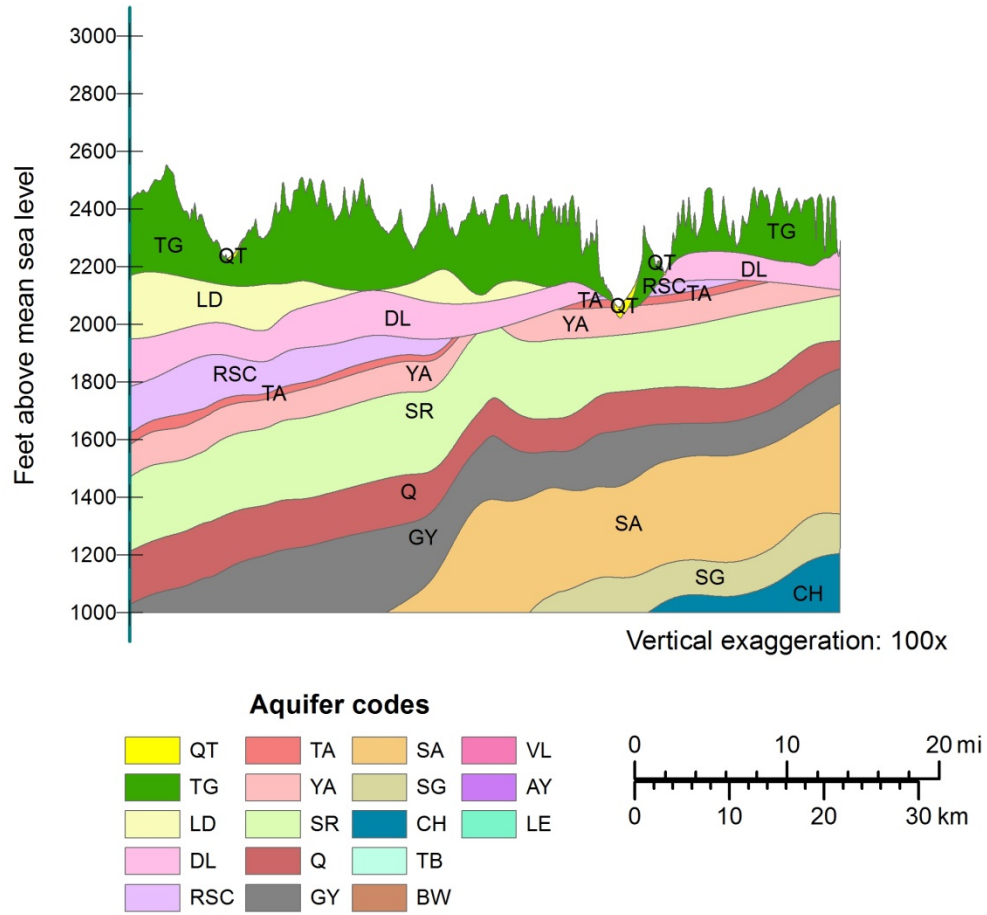 3000
2800
2600
2400
2200
2000
1800
1600
1400
1200
1000
Feet above mean sea level
TG
QT
LD
RSC
TA
DL
YA
SR
Q
GY
TA
QT
YA
QT
RSC
TA
DL
TG
SA
SG
CH
Vertical exaggeration: 100x
Aquifer codes
QT TA SA VL
TG YA SG AY
LD SR CH LE
DL Q TB
RSC GY BW
0 10 20 mi
0 10 20 30 km